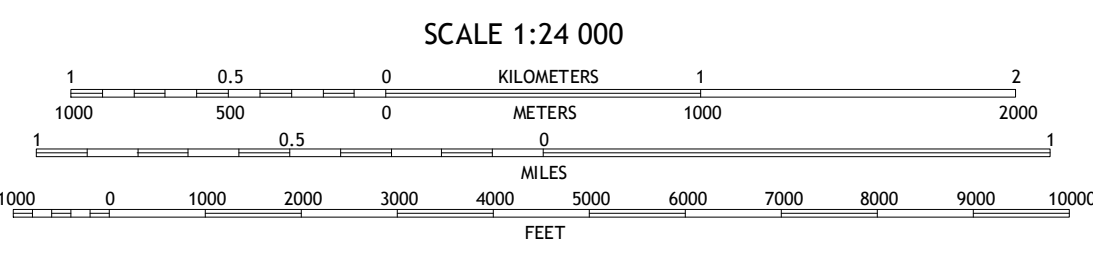 SCALE 1:24 000
1 0.5 0 KILOMETERS 1 2
1000 500 0 METERS 1000 2000
1 0.5 0 1
MILES
1000 0 1000 2000 3000 4000 5000 6000 7000 8000 9000 10000
FEET